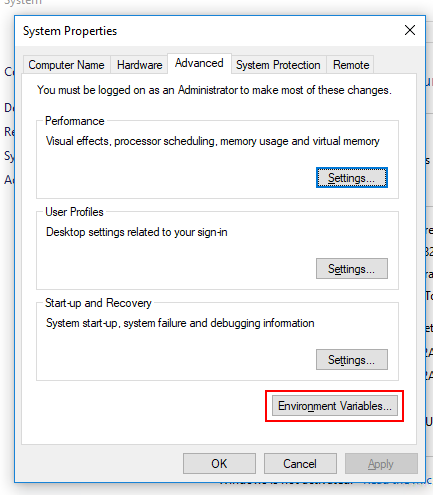 System
System Properties
Computer Name
Hardware
Advanced
System Protection
Remote
You must be logged on as an Administrator to make most of these changes.
Performance
Visual effects, processor scheduling, memory usage and virtual memory
Settings...
User Profiles
Desktop settings related to your sign-in
Settings...
Start-up and Recovery
System start-up, system failure and debugging information
Settings...
Environment Variables...
OK
Cancel
Apply